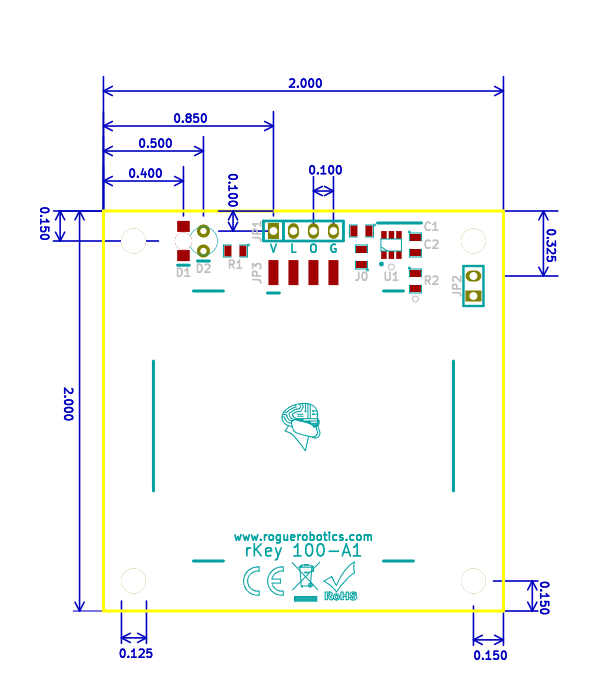 2.000
0.850
0.500
0.400
0.100
0.100
0.150
0.325
JP1
V L O G
C1
C2
D1
D2
R1
JP3
J0
U1
R2
JP2
2.000
www.roguerobotics.com
rKey 100-A1
CE
RoHS
0.150
0.125
0.150